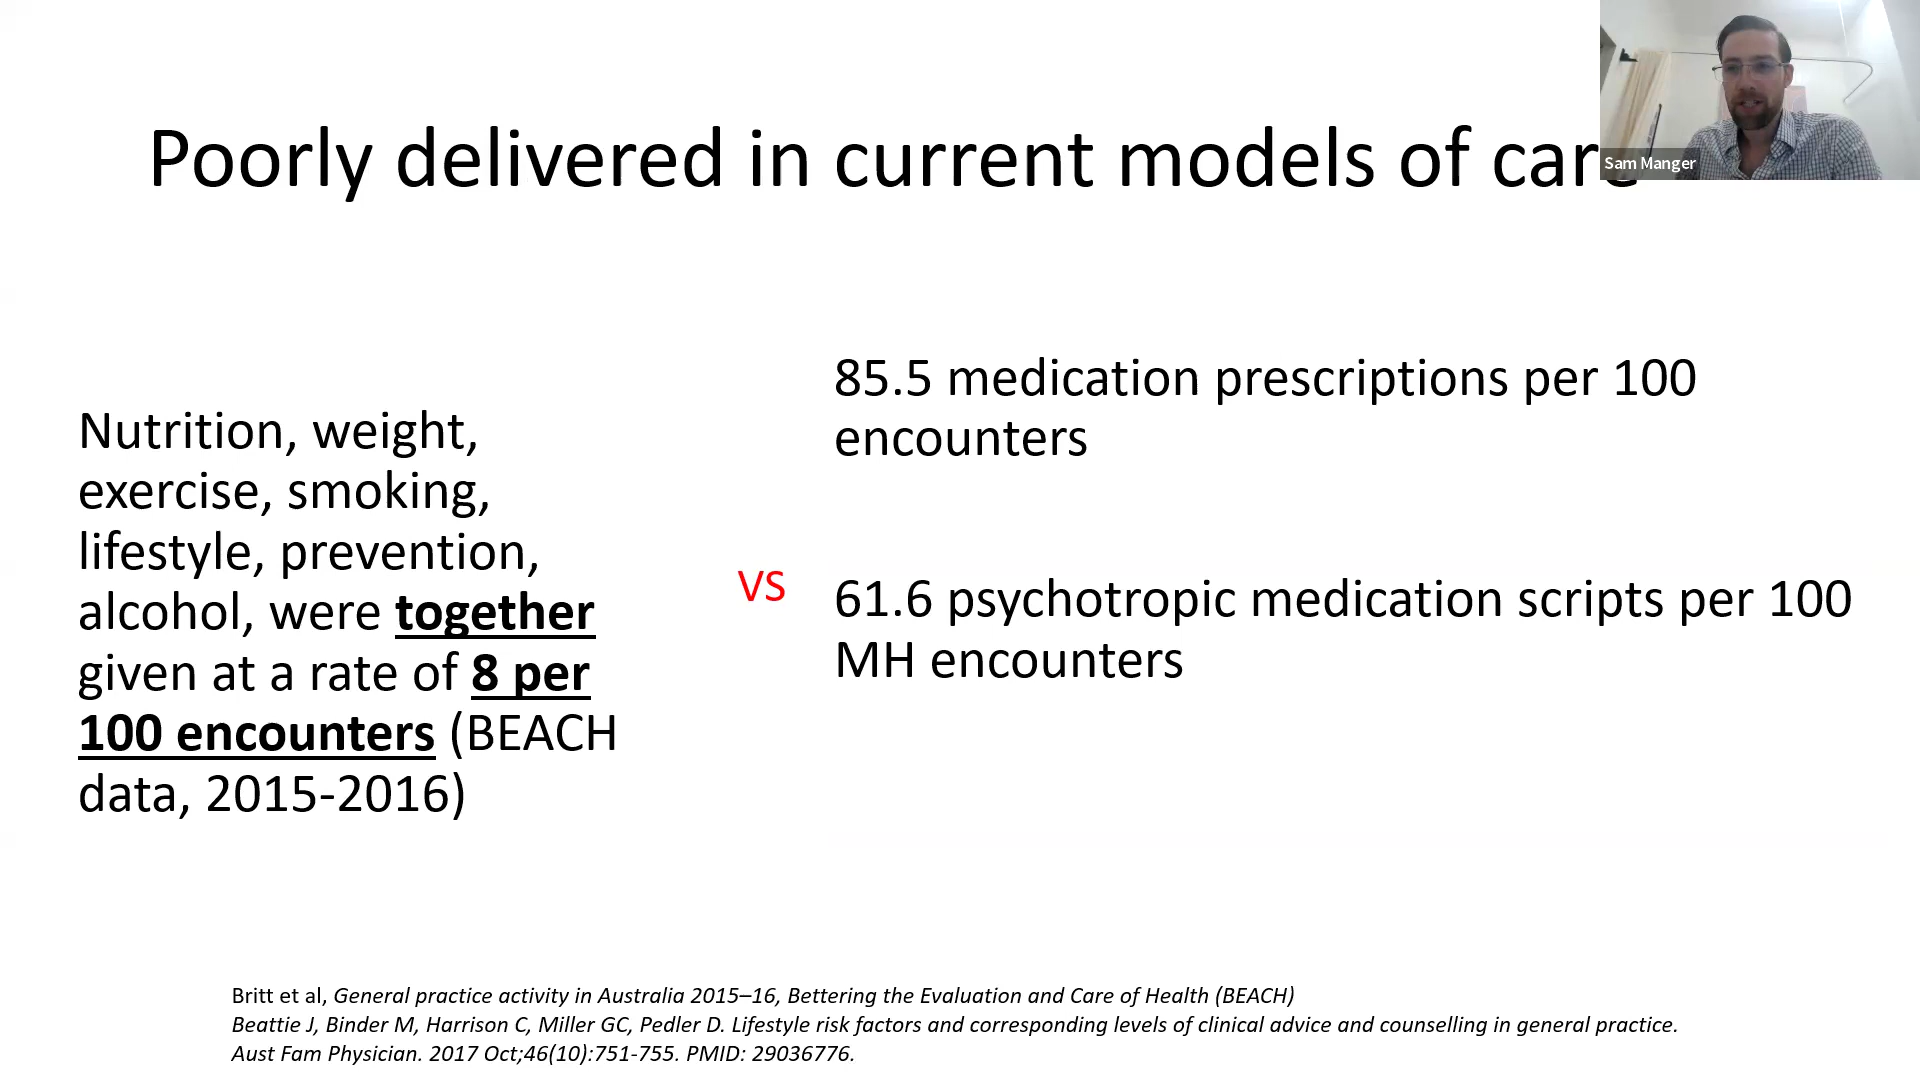 Poorly delivered in current models of care
Sam Manger
Nutrition, weight,
exercise, smoking,
lifestyle, prevention,
alcohol, were together
given at a rate of 8 per
100 encounters (BEACH
data, 2015-2016)
VS
85.5 medication prescriptions per 100
encounters
61.6 psychotropic medication scripts per 100
MH encounters
Britt et al, General practice activity in Australia 2015–16, Bettering the Evaluation and Care of Health (BEACH)
Beattie J, Binder M, Harrison C, Miller GC, Pedler D. Lifestyle risk factors and corresponding levels of clinical advice and counselling in general practice.
Aust Fam Physician. 2017 Oct;46(10):751-755. PMID: 29036776.